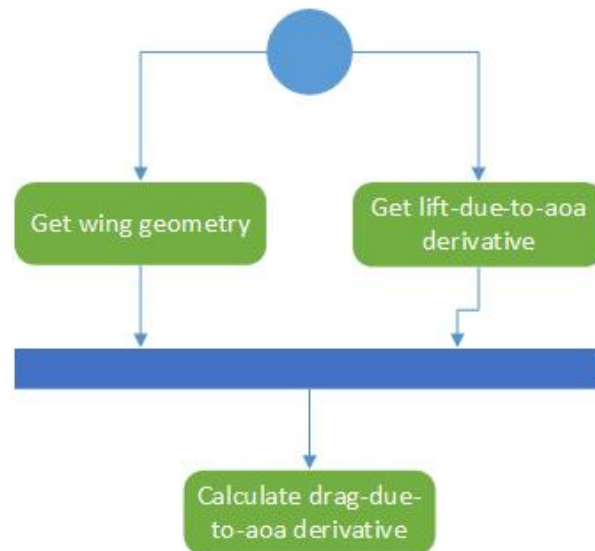 Get wing geometry
Get lift-due-to-aoa
derivative
Calculate drag-due-
to-aoa derivative